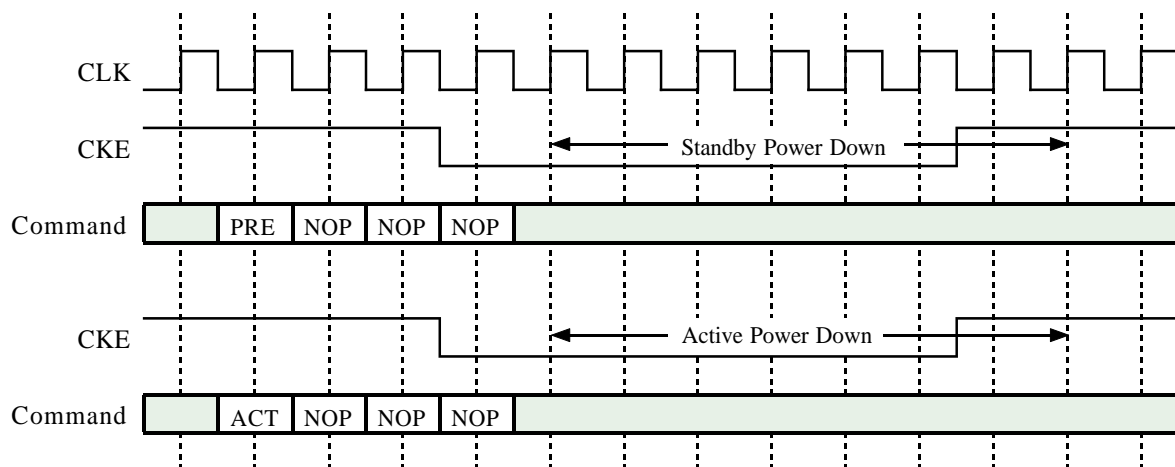 CLK
CKE
Standby Power Down
Command
PRE NOP NOP NOP
CKE
Active Power Down
Command
ACT NOP NOP NOP